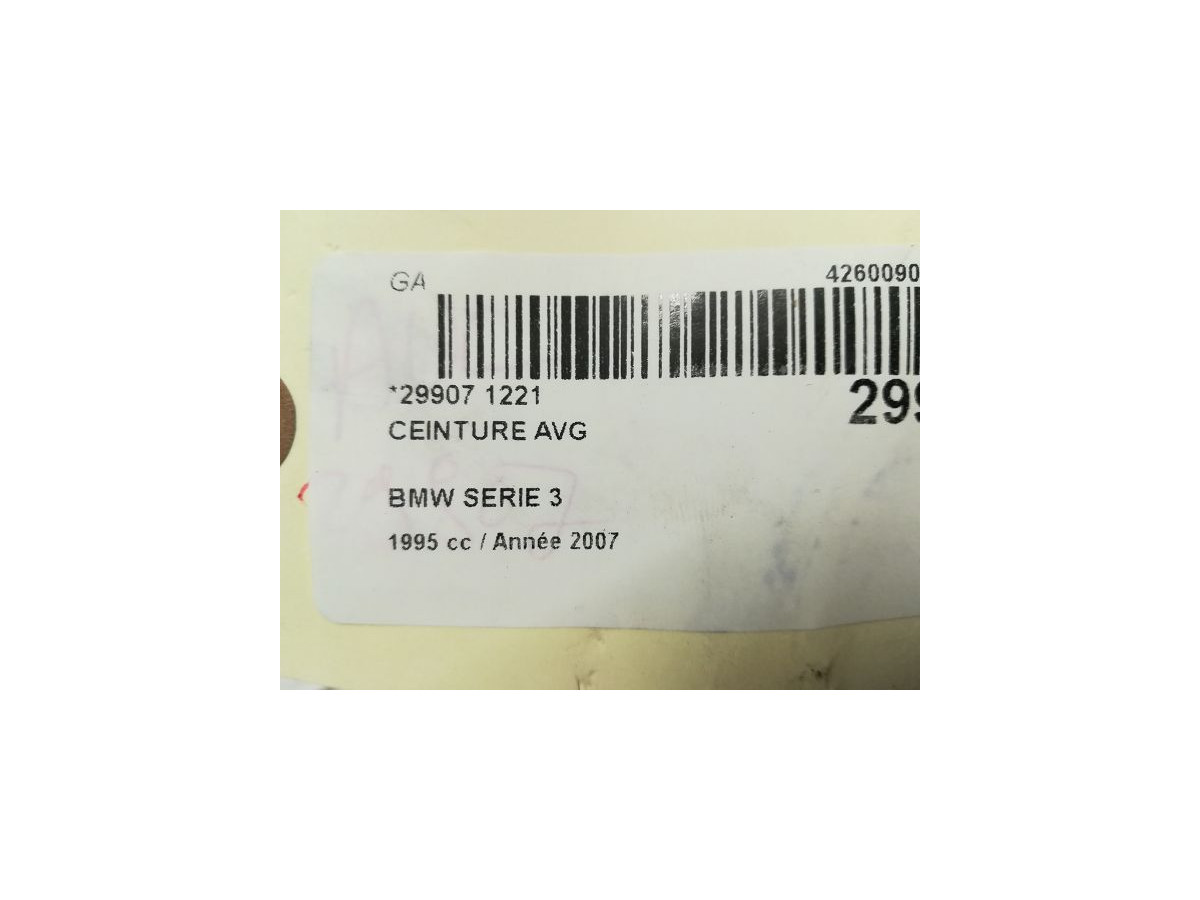 GA 4260090
*29907 1221 299
CEINTURE AVG
BMW SERIE 3
1995 cc / Année 2007